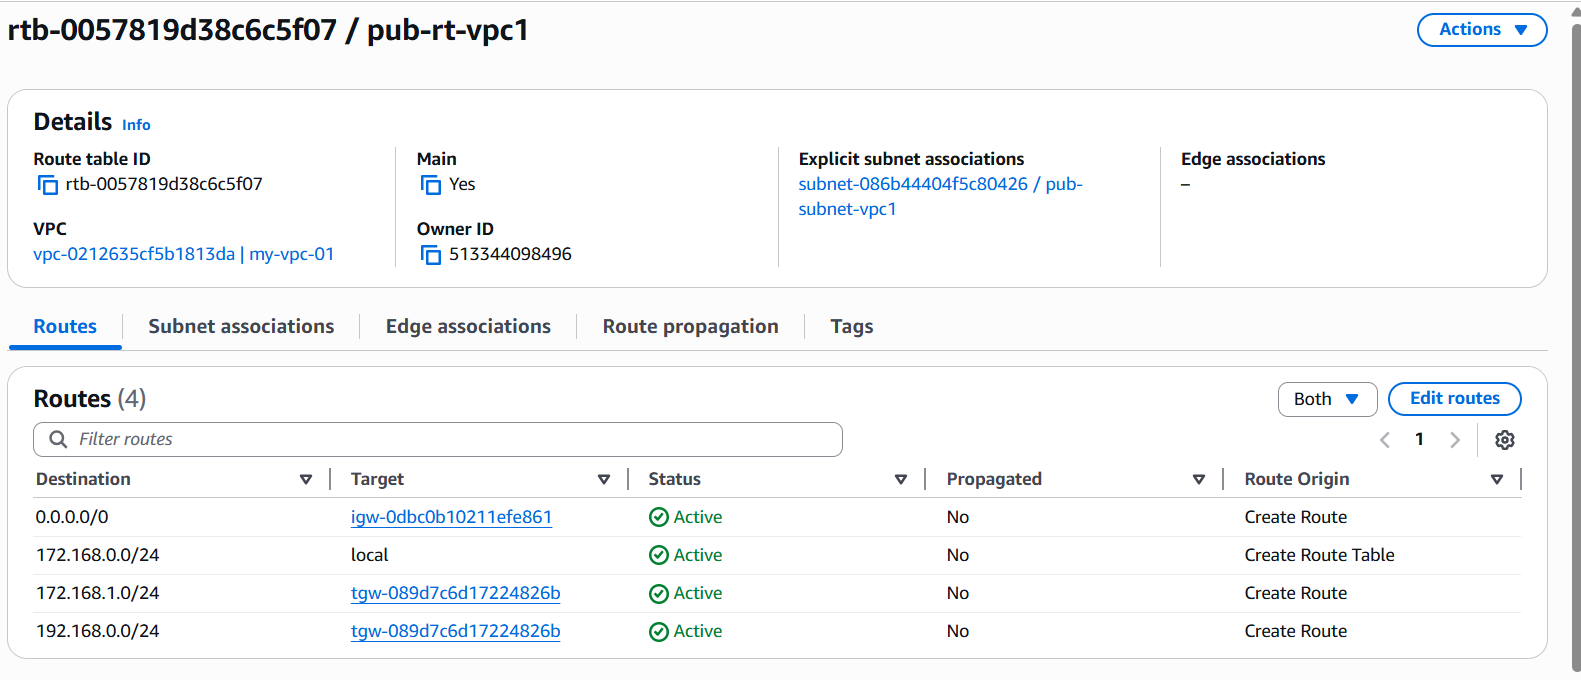 rtb-0057819d38c6c5f07 / pub-rt-vpc1
Actions
Details Info
Route table ID
rtb-0057819d38c6c5f07
Main
Yes
Explicit subnet associations
subnet-086b44404f5c80426 / pub-
subnet-vpc1
Edge associations
–
VPC
vpc-0212635cf5b1813da | my-vpc-01
Owner ID
513344098496
Routes
Subnet associations
Edge associations
Route propagation
Tags
Routes (4)
Both
Edit routes
Filter routes
1
Destination Target Status Propagated Route Origin
0.0.0.0/0 igw-0dbc0b10211efe861 Active No Create Route
172.168.0.0/24 local Active No Create Route Table
172.168.1.0/24 tgw-089d7c6d17224826b Active No Create Route
192.168.0.0/24 tgw-089d7c6d17224826b Active No Create Route